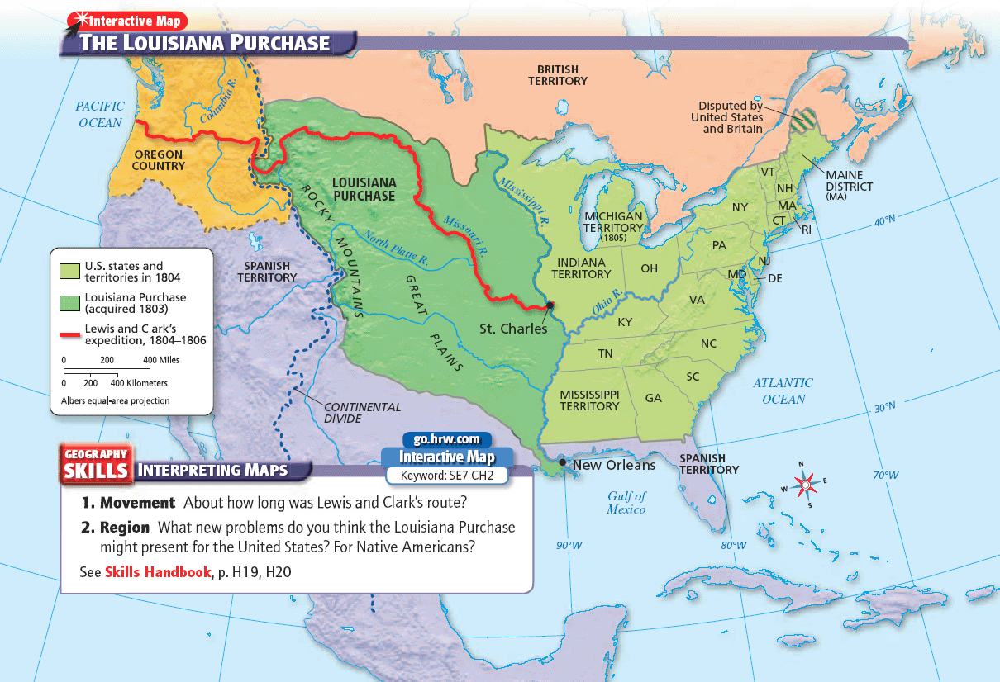 Interactive Map
THE LOUISIANA PURCHASE
BRITISH
TERRITORY
PACIFIC
OCEAN
Columbia R.
Disputed by
United States
and Britain
OREGON
COUNTRY
LOUISIANA
PURCHASE
ROCKY MOUNTAINS
Mississippi R.
Missouri R.
North Platte R.
GREAT PLAINS
MICHIGAN
TERRITORY
(1805)
VT
NH
MAINE
DISTRICT
(MA)
NY
MA
CT
RI
40°N
PA
NJ
INDIANA
TERRITORY
OH
MD
DE
SPANISH
TERRITORY
Ohio R.
VA
St. Charles
KY
NC
TN
SC
MISSISSIPPI
TERRITORY
GA
ATLANTIC
OCEAN
30°N
CONTINENTAL
DIVIDE
New Orleans
SPANISH
TERRITORY
N
W
E
S
70°W
Gulf of
Mexico
90°W
80°W
U.S. states and
territories in 1804
Louisiana Purchase
(acquired 1803)
Lewis and Clark's
expedition, 1804–1806
0 200 400 Miles
0 200 400 Kilometers
Albers equal-area projection
go.hrw.com
Interactive Map
Keyword: SE7 CH2
GEOGRAPHY
SKILLS INTERPRETING MAPS
1. Movement About how long was Lewis and Clark's route?
2. Region What new problems do you think the Louisiana Purchase
might present for the United States? For Native Americans?
See Skills Handbook, p. H19, H20